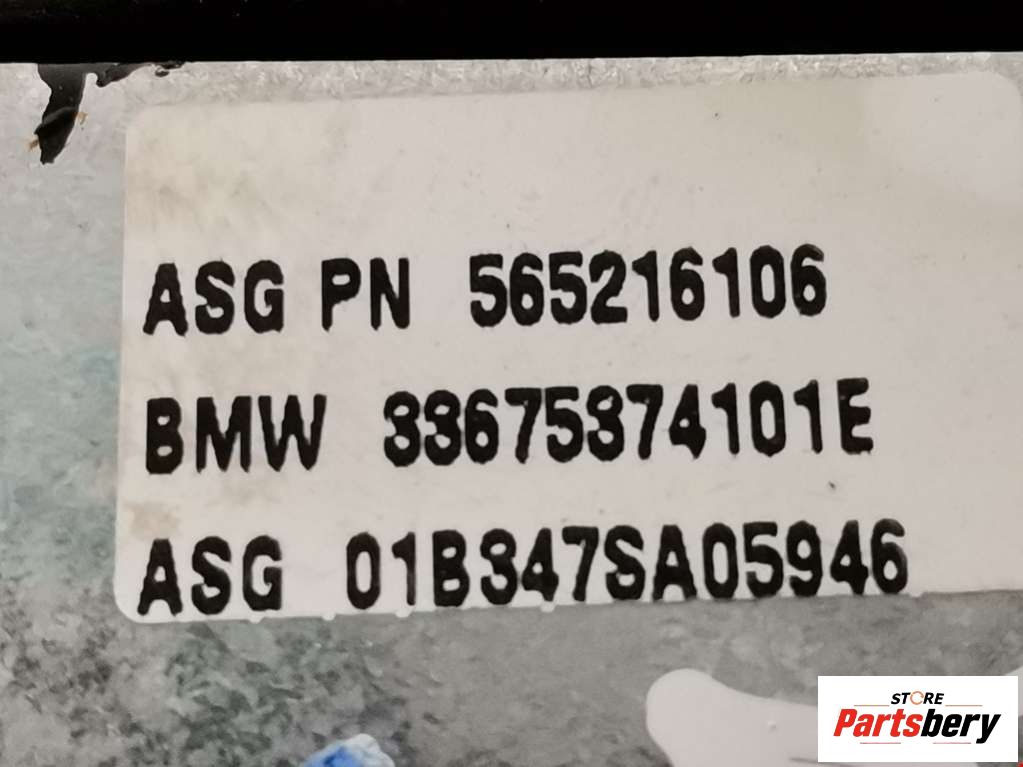 ASG PN 565216106
BMW 33675374101E
ASG 01B347SA05946
STORE
Partsbery